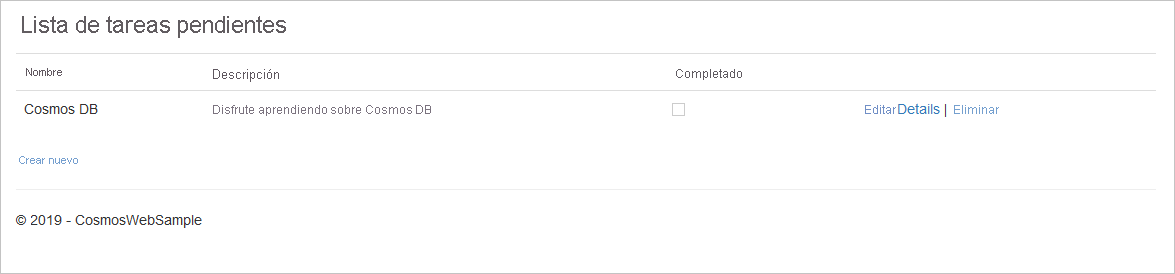 Lista de tareas pendientes
Nombre Descripción Completado
Cosmos DB Disfrute aprendiendo sobre Cosmos DB EditarDetails | Eliminar
Crear nuevo
© 2019 - CosmosWebSample